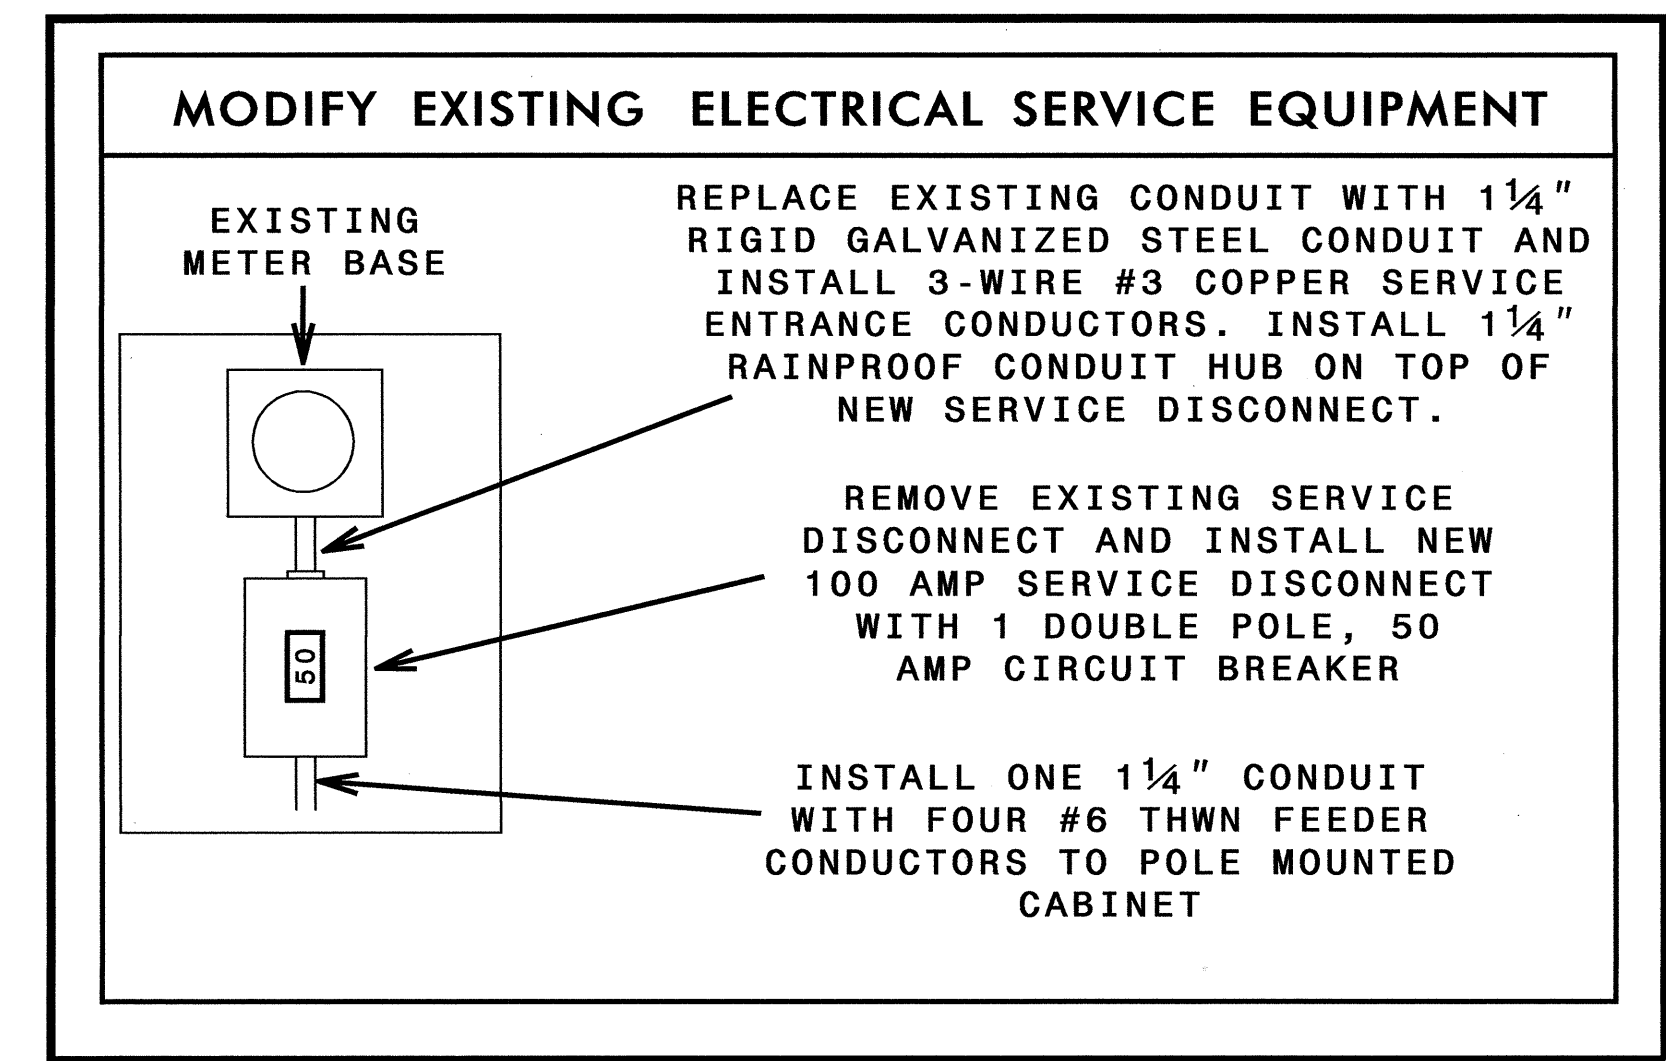 MODIFY EXISTING ELECTRICAL SERVICE EQUIPMENT
EXISTING
METER BASE
REPLACE EXISTING CONDUIT WITH 1¼"
RIGID GALVANIZED STEEL CONDUIT AND
INSTALL 3-WIRE #3 COPPER SERVICE
ENTRANCE CONDUCTORS. INSTALL 1¼"
RAINPROOF CONDUIT HUB ON TOP OF
NEW SERVICE DISCONNECT.
REMOVE EXISTING SERVICE
DISCONNECT AND INSTALL NEW
100 AMP SERVICE DISCONNECT
WITH 1 DOUBLE POLE, 50
AMP CIRCUIT BREAKER
50
INSTALL ONE 1¼" CONDUIT
WITH FOUR #6 THWN FEEDER
CONDUCTORS TO POLE MOUNTED
CABINET